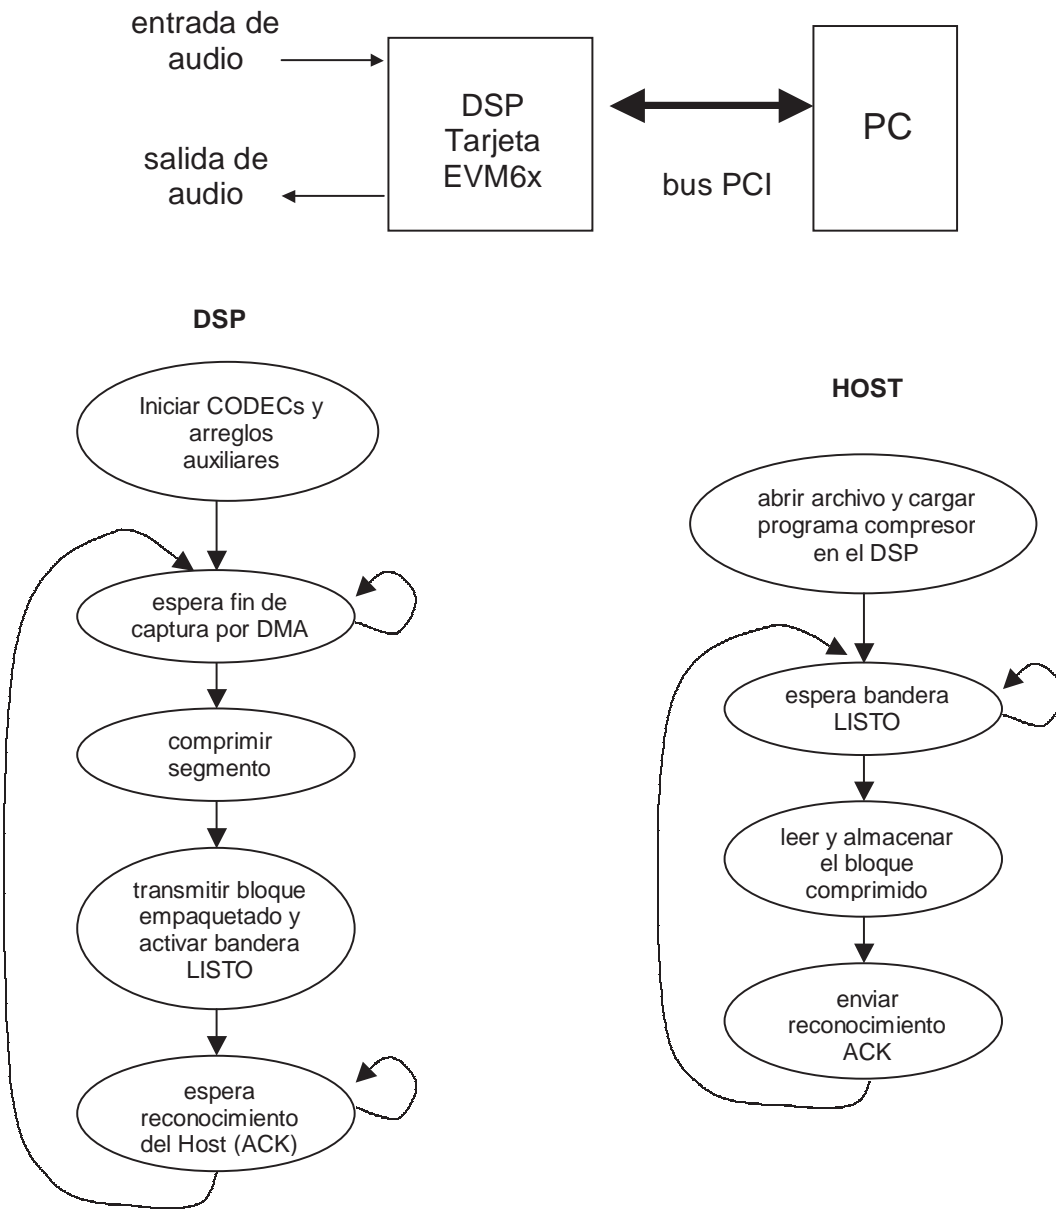 entrada de
audio
salida de
audio
DSP
Tarjeta
EVM6x
bus PCI
PC
DSP
Iniciar CODECs y
arreglos
auxiliares
espera fin de
captura por DMA
comprimir
segmento
transmitir bloque
empaquetado y
activar bandera
LISTO
espera
reconocimiento
del Host (ACK)
HOST
abrir archivo y cargar
programa compresor
en el DSP
espera bandera
LISTO
leer y almacenar
el bloque
comprimido
enviar
reconocimiento
ACK